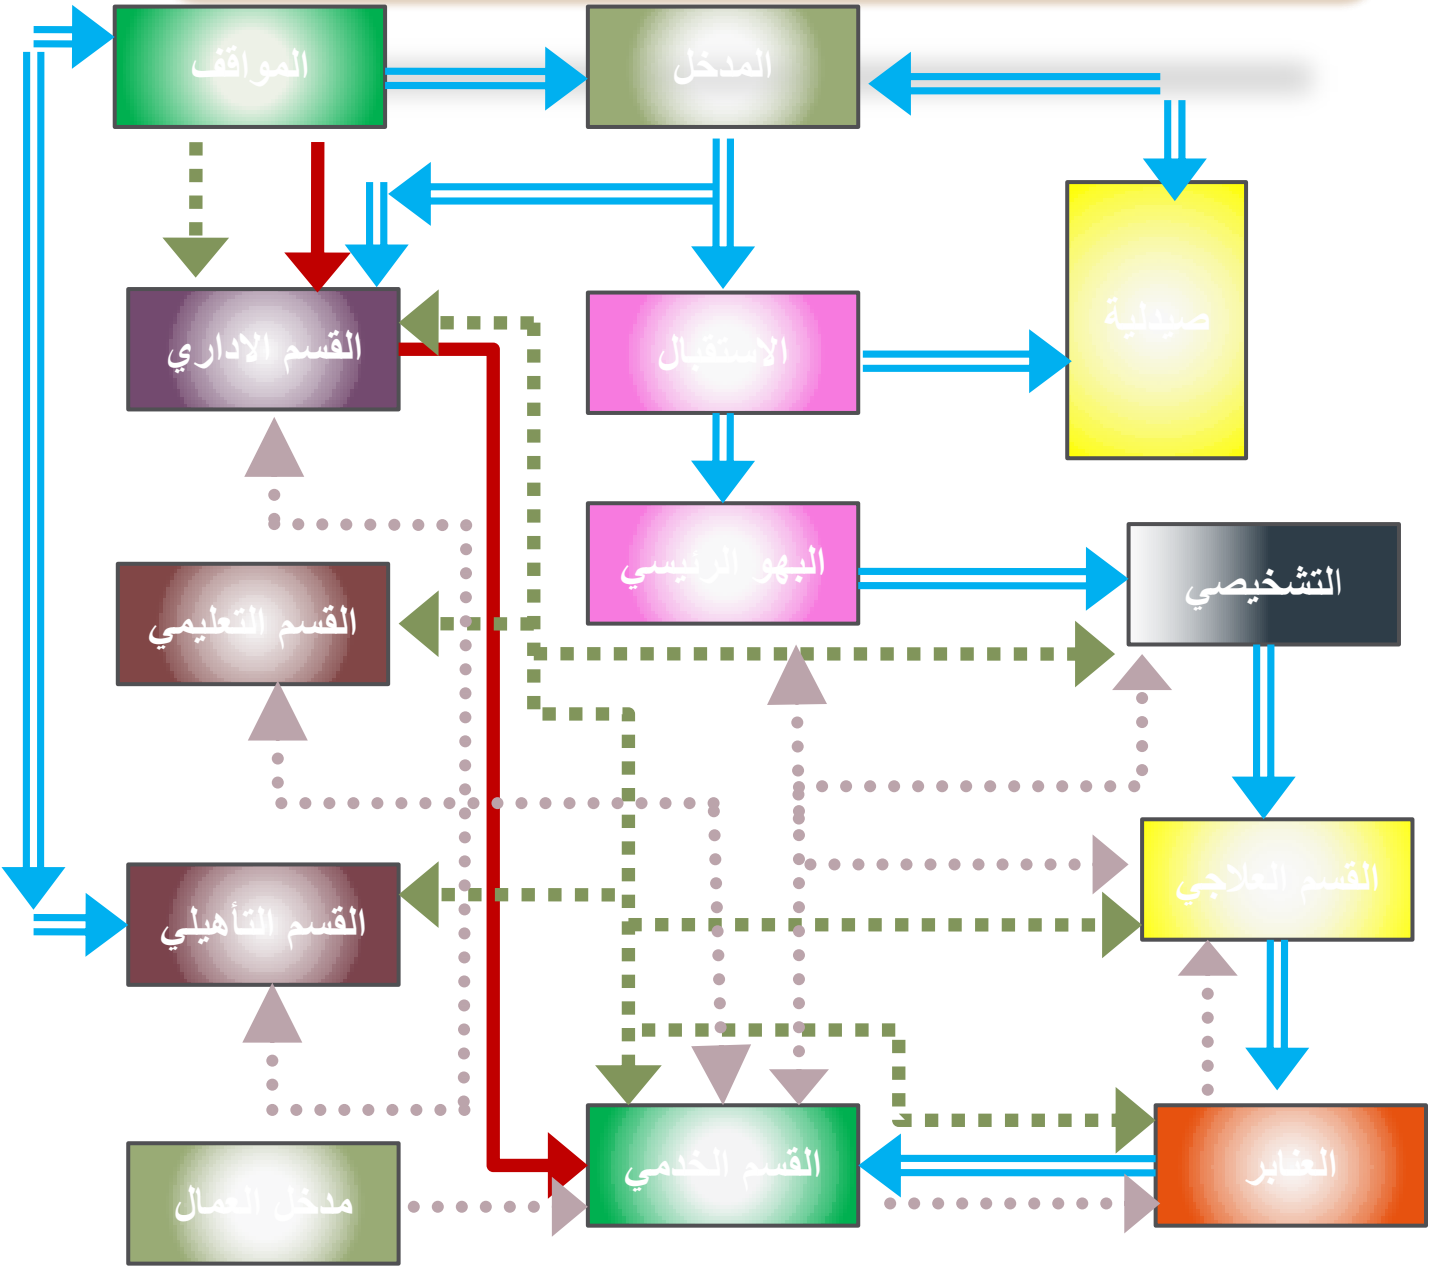 المواقف
المدخل
صيدلية
القسم الاداري
الاستقبال
البهو الرئيسي
التشخيصي
القسم التعليمي
القسم العلاجي
القسم التأهيلي
القسم الخدمي
العنابر
مدخل العمال